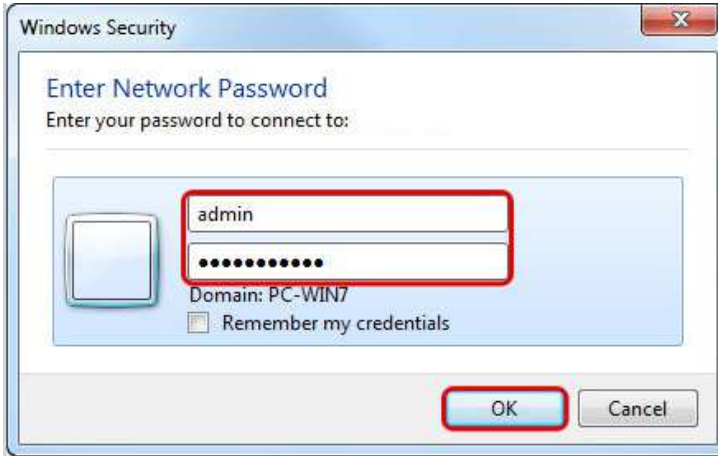 Windows Security
Enter Network Password
Enter your password to connect to:
admin
●●●●●●●●●●●
Domain: PC-WIN7
Remember my credentials
OK Cancel